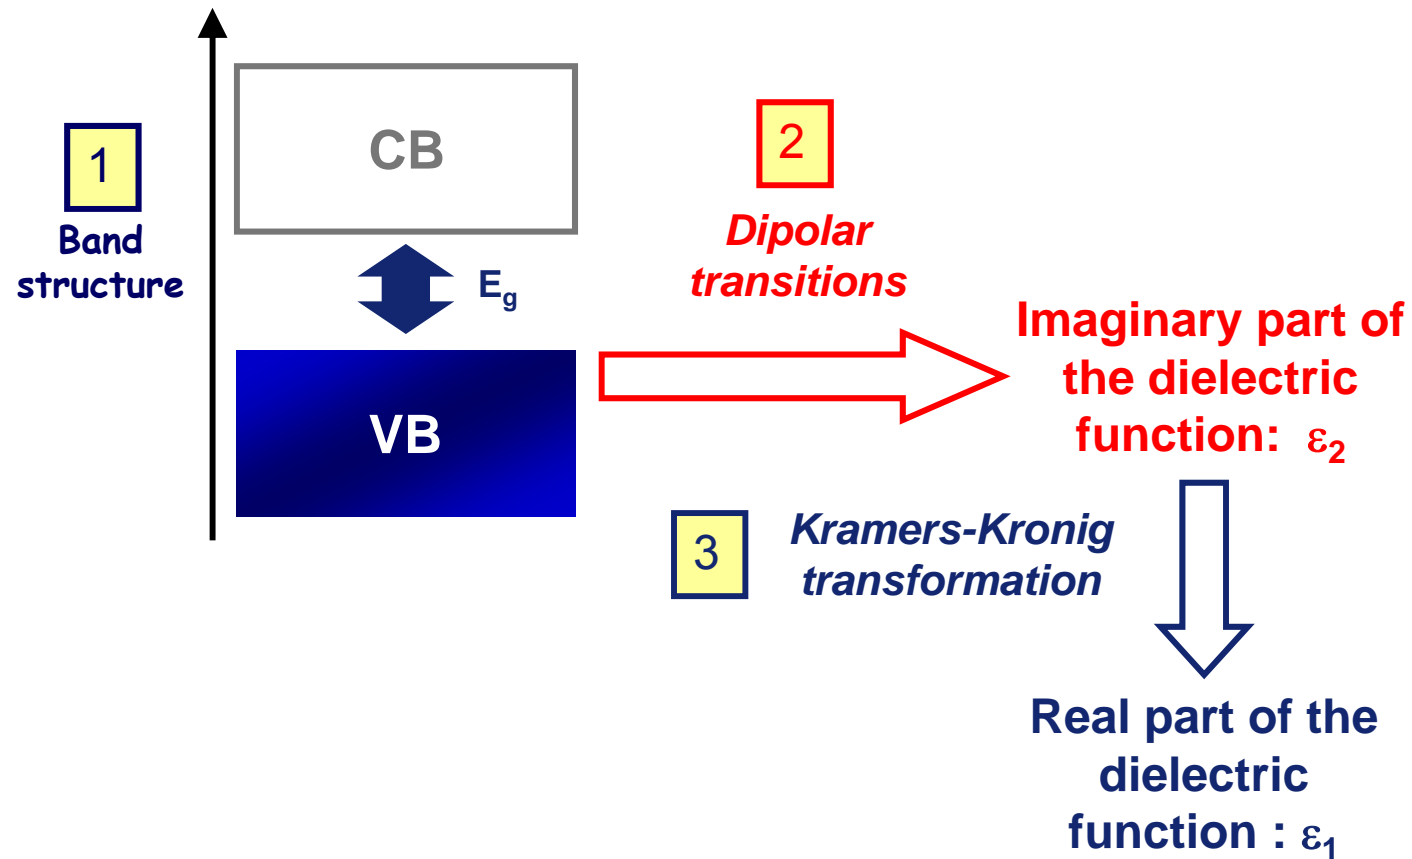 1
Band
structure
CB
E_g
VB
2
Dipolar
transitions
Imaginary part of
the dielectric
function: ε₂
3
Kramers-Kronig
transformation
Real part of the
dielectric
function : ε₁